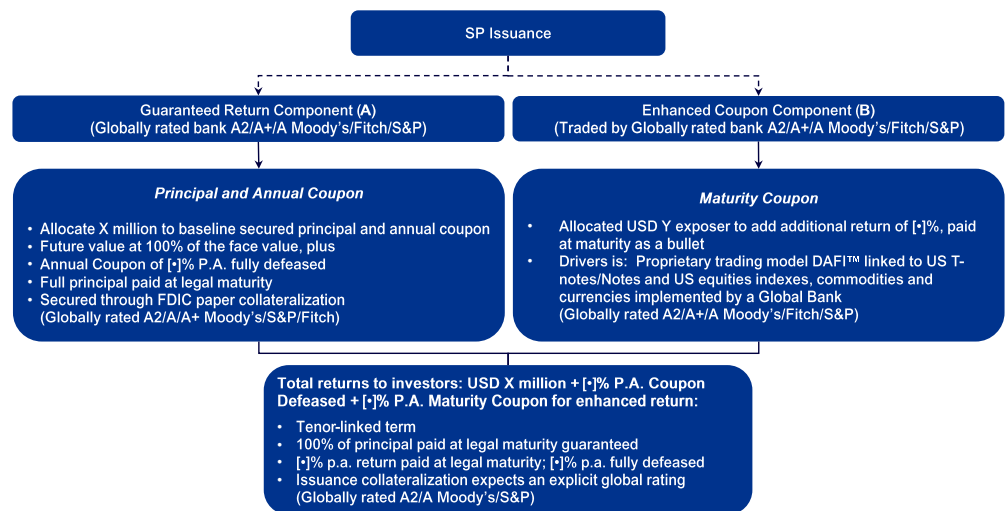 SP Issuance
Guaranteed Return Component (A)
(Globally rated bank A2/A+/A Moody's/Fitch/S&P)
Enhanced Coupon Component (B)
(Traded by Globally rated bank A2/A+/A Moody's/Fitch/S&P)
Principal and Annual Coupon
• Allocate X million to baseline secured principal and annual coupon
• Future value at 100% of the face value, plus
• Annual Coupon of [•]% P.A. fully defeased
• Full principal paid at legal maturity
• Secured through FDIC paper collateralization
(Globally rated A2/A/A+ Moody's/S&P/Fitch)
Maturity Coupon
• Allocated USD Y exposer to add additional return of [•]%, paid
at maturity as a bullet
• Drivers is: Proprietary trading model DAFI™ linked to US T-
notes/Notes and US equities indexes, commodities and
currencies implemented by a Global Bank
(Globally rated A2/A+/A Moody's/Fitch/S&P)
Total returns to investors: USD X million + [•]% P.A. Coupon
Defeased + [•]% P.A. Maturity Coupon for enhanced return:
• Tenor-linked term
• 100% of principal paid at legal maturity guaranteed
• [•]% p.a. return paid at legal maturity; [•]% p.a. fully defeased
• Issuance collateralization expects an explicit global rating
(Globally rated A2/A Moody's/S&P)